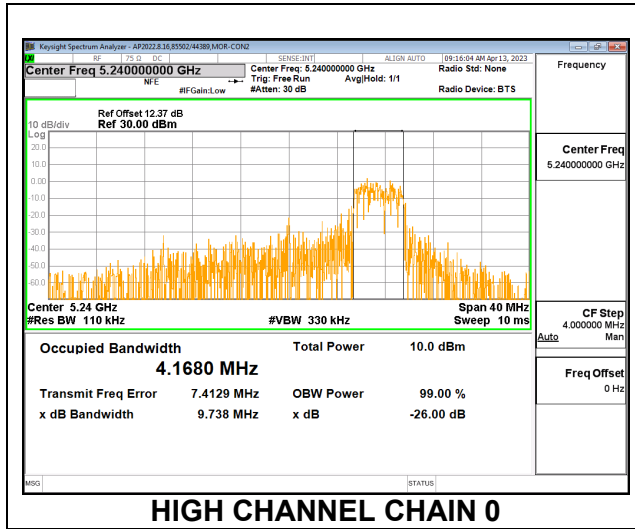 Keysight Spectrum Analyzer - AP2022.8.16,85502/44389,MOR-CON2
RF 75 Ω DC SENSE:INT ALIGN AUTO 09:16:04 AM Apr 13, 2023
Center Freq 5.240000000 GHz Center Freq: 5.240000000 GHz Radio Std: None Frequency
NFE Trig: Free Run Avg|Hold: 1/1
#IFGain:Low #Atten: 30 dB Radio Device: BTS
Ref Offset 12.37 dB
10 dB/div Ref 30.00 dBm
Log
20.0
10.0
0.00
-10.0
-20.0
-30.0
-40.0
-50.0
-60.0
Center Freq
5.240000000 GHz
Center 5.24 GHz Span 40 MHz
#Res BW 110 kHz #VBW 330 kHz Sweep 10 ms
CF Step
4.000000 MHz
Auto Man
Occupied Bandwidth Total Power 10.0 dBm
4.1680 MHz
Freq Offset
0 Hz
Transmit Freq Error 7.4129 MHz OBW Power 99.00 %
x dB Bandwidth 9.738 MHz x dB -26.00 dB
MSG STATUS
HIGH CHANNEL CHAIN 0